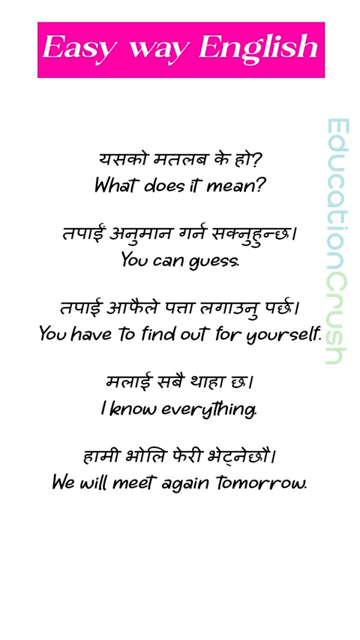 Easy way English
यसको मतलब के हो?
What does it mean?
तपाईं अनुमान गर्न सक्नुहुन्छ।
You can guess.
तपाई आफैले पत्ता लगाउनु पर्छ।
You have to find out for yourself.
मलाई सबै थाहा छ।
I know everything.
हामी भोलि फेरी भेट्नेछौ।
We will meet again tomorrow.
EducationCrush